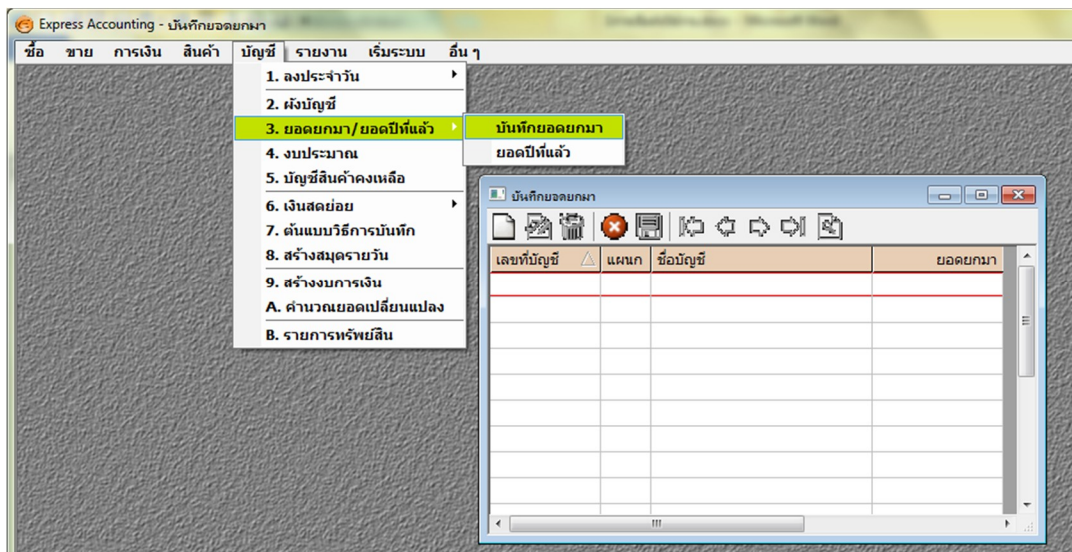 Express Accounting - บันทึกยอดยกมา
ซื้อ ขาย การเงิน สินค้า บัญชี รายงาน เริ่มระบบ อื่น ๆ
1. ลงประจำวัน
2. ผังบัญชี
3. ยอดยกมา/ยอดปีที่แล้ว
4. งบประมาณ
5. บัญชีสินค้าคงเหลือ
6. เงินสดย่อย
7. ต้นแบบวิธีการบันทึก
8. สร้างสมุดรายวัน
9. สร้างงบการเงิน
A. คำนวณยอดเปลี่ยนแปลง
B. รายการทรัพย์สิน
บันทึกยอดยกมา
ยอดปีที่แล้ว
บันทึกยอดยกมา
เลขที่บัญชี แผนก ชื่อบัญชี ยอดยกมา